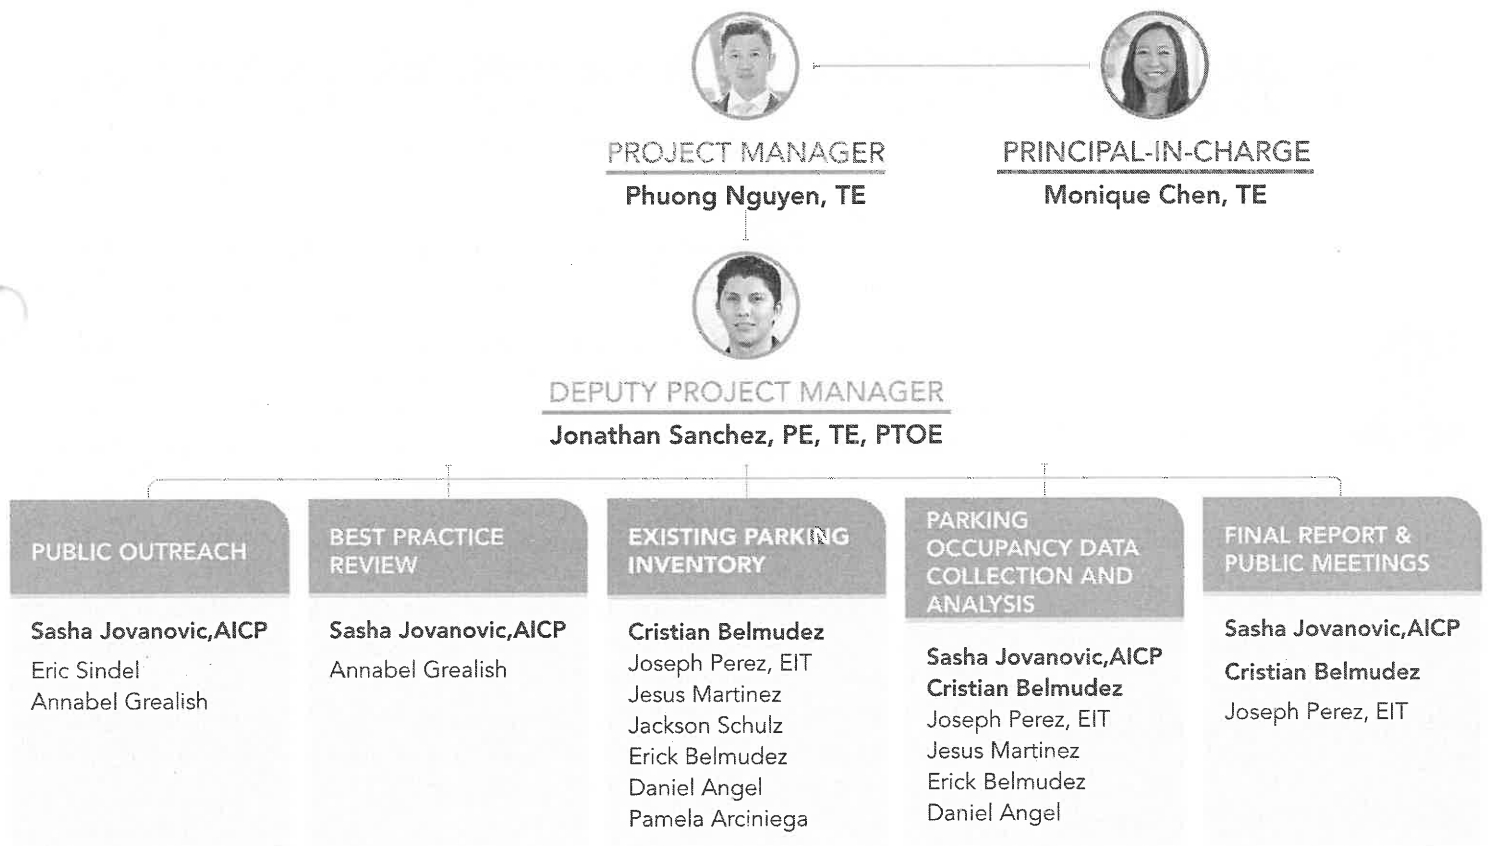 PROJECT MANAGER
Phuong Nguyen, TE
PRINCIPAL-IN-CHARGE
Monique Chen, TE
DEPUTY PROJECT MANAGER
Jonathan Sanchez, PE, TE, PTOE
PUBLIC OUTREACH
Sasha Jovanovic,AICP
Eric Sindel
Annabel Grealish
BEST PRACTICE
REVIEW
Sasha Jovanovic,AICP
Annabel Grealish
EXISTING PARKING
INVENTORY
Cristian Belmudez
Joseph Perez, EIT
Jesus Martinez
Jackson Schulz
Erick Belmudez
Daniel Angel
Pamela Arciniega
PARKING
OCCUPANCY DATA
COLLECTION AND
ANALYSIS
Sasha Jovanovic,AICP
Cristian Belmudez
Joseph Perez, EIT
Jesus Martinez
Erick Belmudez
Daniel Angel
FINAL REPORT &
PUBLIC MEETINGS
Sasha Jovanovic,AICP
Cristian Belmudez
Joseph Perez, EIT